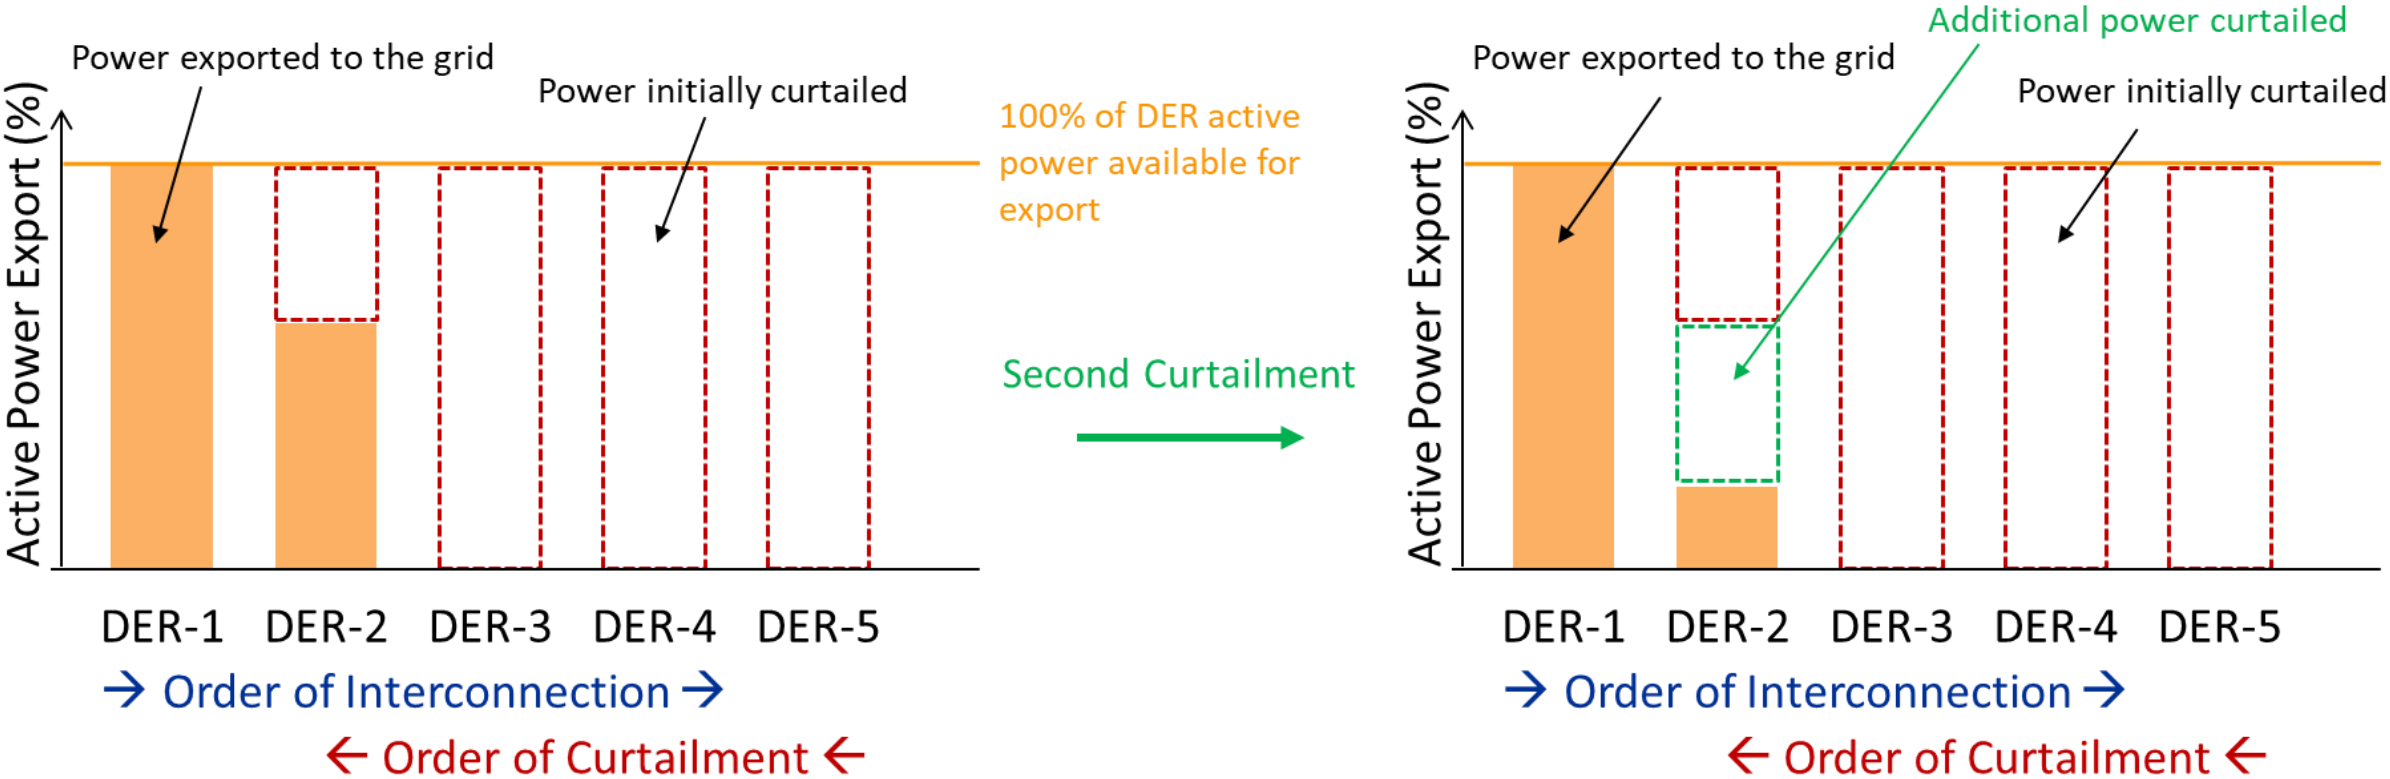 Power exported to the grid
Power initially curtailed
Active Power Export (%)
DER-1 DER-2 DER-3 DER-4 DER-5
→ Order of Interconnection →
← Order of Curtailment ←
100% of DER active
power available for
export
Second Curtailment
Additional power curtailed
Power exported to the grid
Power initially curtailed
Active Power Export (%)
DER-1 DER-2 DER-3 DER-4 DER-5
→ Order of Interconnection →
← Order of Curtailment ←